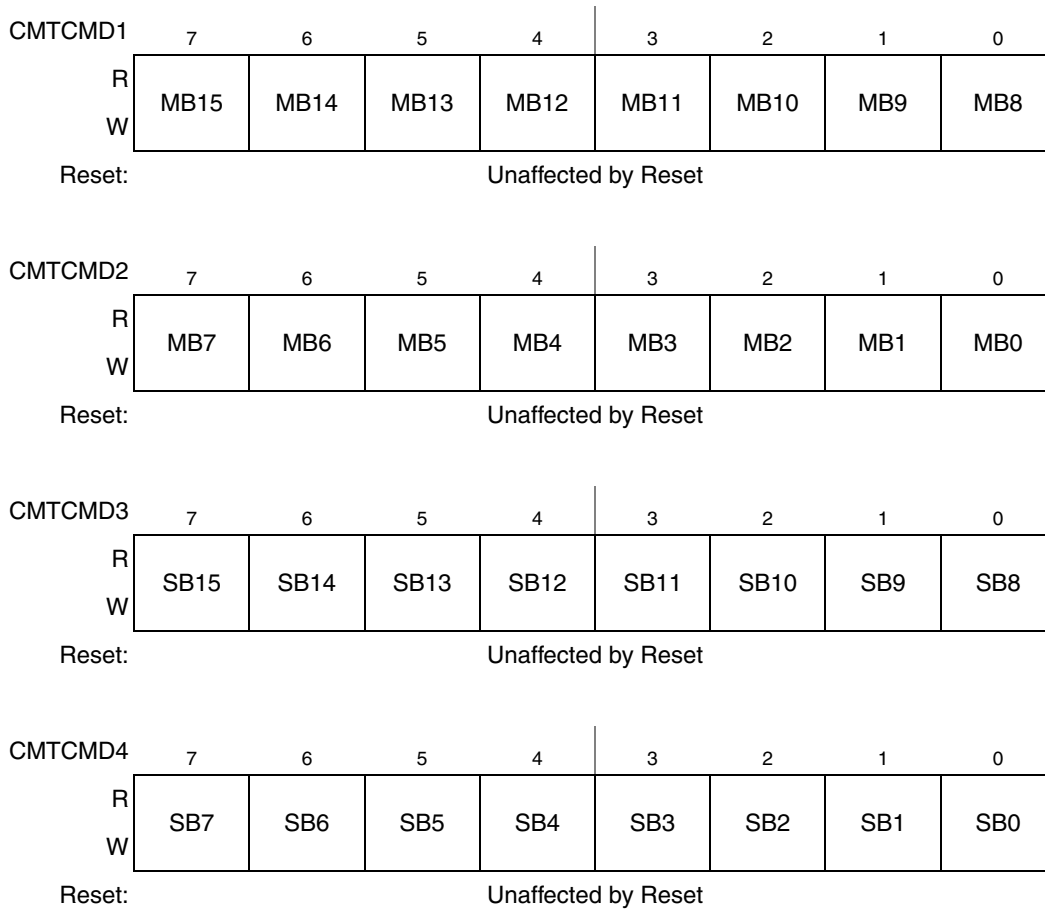 CMTCMD1 7 6 5 4 3 2 1 0
R
MB15 MB14 MB13 MB12 MB11 MB10 MB9 MB8
W
Reset: Unaffected by Reset
CMTCMD2 7 6 5 4 3 2 1 0
R
MB7 MB6 MB5 MB4 MB3 MB2 MB1 MB0
W
Reset: Unaffected by Reset
CMTCMD3 7 6 5 4 3 2 1 0
R
SB15 SB14 SB13 SB12 SB11 SB10 SB9 SB8
W
Reset: Unaffected by Reset
CMTCMD4 7 6 5 4 3 2 1 0
R
SB7 SB6 SB5 SB4 SB3 SB2 SB1 SB0
W
Reset: Unaffected by Reset